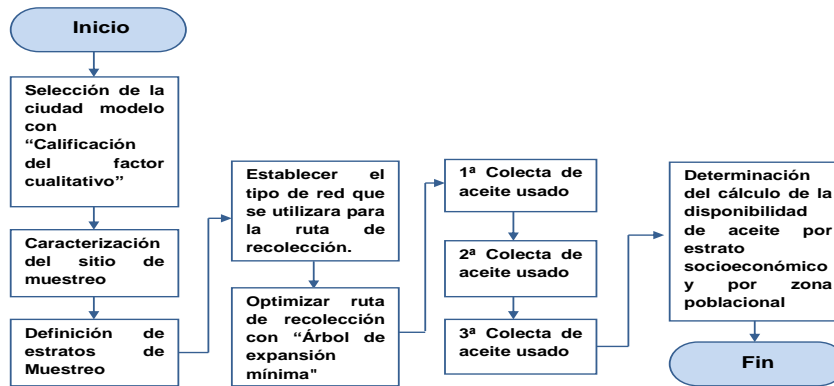 Inicio
Selección de la
ciudad modelo
con
“Calificación
del factor
cualitativo”
Caracterización
del sitio de
muestreo
Definición de
estratos de
Muestreo
Establecer el
tipo de red que
se utilizara para
la ruta de
recolección.
Optimizar ruta
de recolección
con “Árbol de
expansión
mínima"
1ª Colecta de
aceite usado
2ª Colecta de
aceite usado
3ª Colecta de
aceite usado
Determinación
del cálculo de la
disponibilidad
de aceite por
estrato
socioeconómico
y por zona
poblacional
Fin